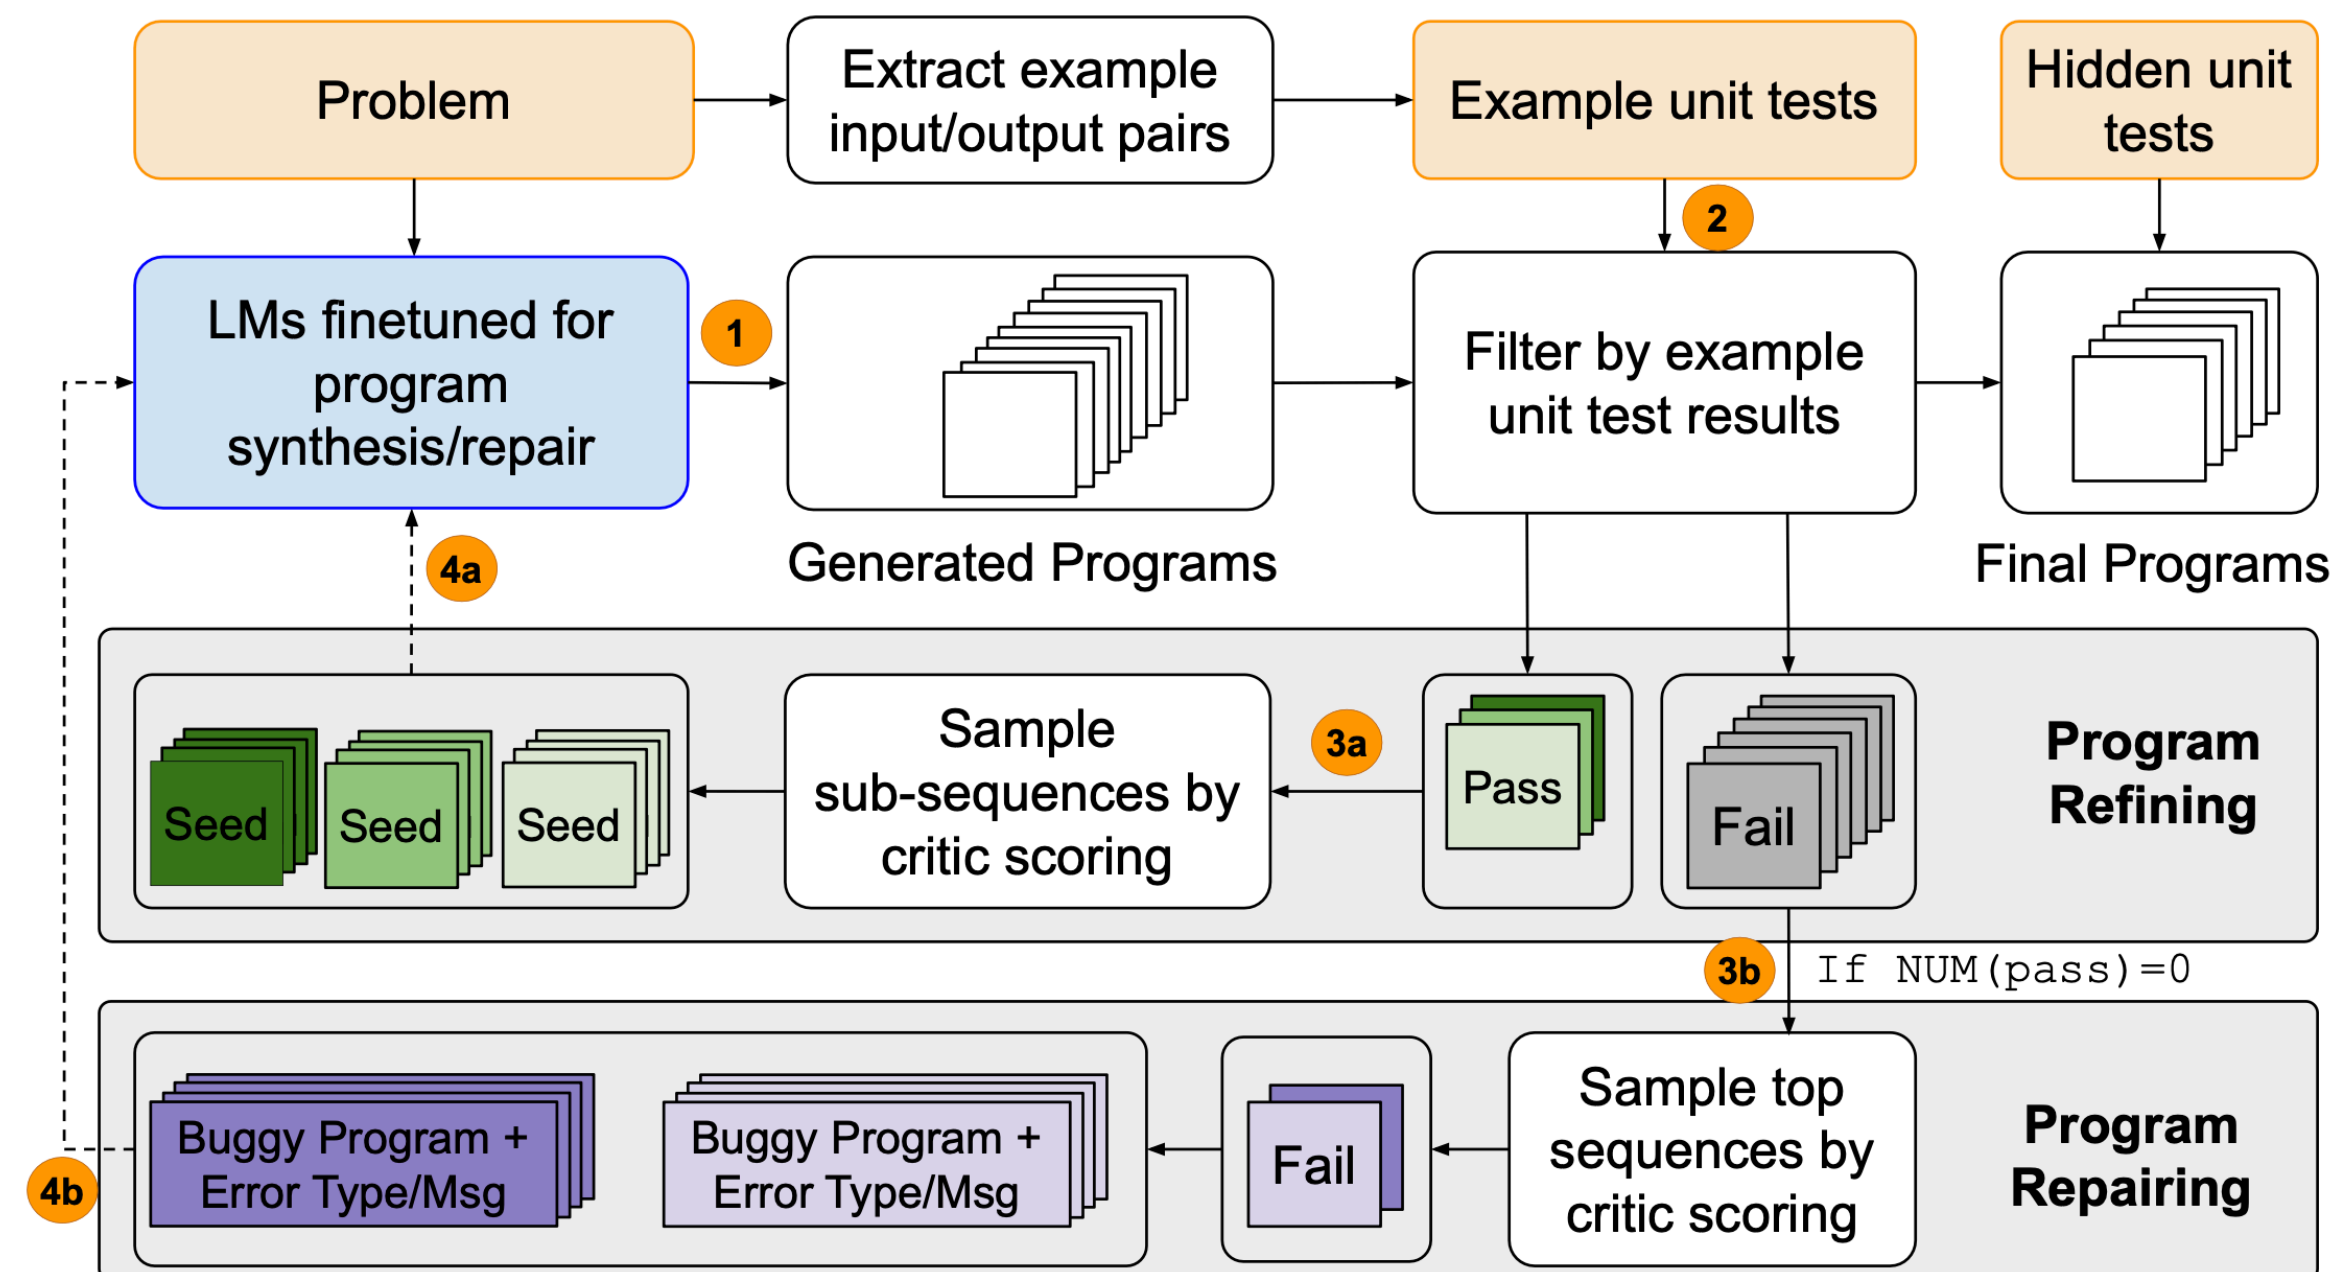 Problem
Extract example
input/output pairs
Example unit tests
Hidden unit
tests
2
LMs finetuned for
program
synthesis/repair
1
Filter by example
unit test results
Generated Programs
Final Programs
4a
Seed
Seed
Seed
Sample
sub-sequences by
critic scoring
3a
Pass
Fail
Program
Refining
3b
If NUM(pass)=0
4b
Buggy Program +
Error Type/Msg
Buggy Program +
Error Type/Msg
Fail
Sample top
sequences by
critic scoring
Program
Repairing